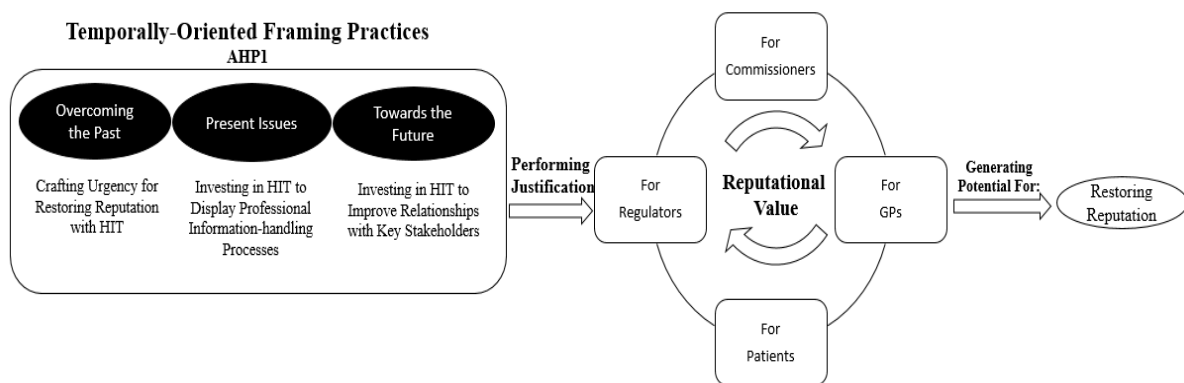 Temporally-Oriented Framing Practices
AHP1
Overcoming
the Past
Present Issues
Towards the
Future
Crafting Urgency for
Restoring Reputation
with HIT
Investing in HIT to
Display Professional
Information-handling
Processes
Investing in HIT to
Improve Relationships
with Key Stakeholders
Performing
Justification
For
Commissioners
For
Regulators
Reputational
Value
For
GPs
For
Patients
Generating
Potential For:
Restoring
Reputation